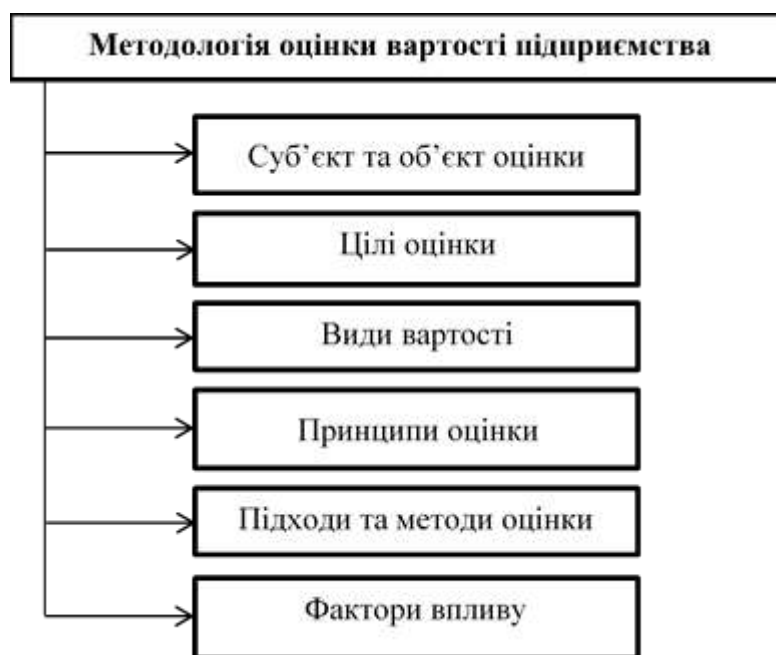 Методологія оцінки вартості підприємства
Суб’єкт та об’єкт оцінки
Цілі оцінки
Види вартості
Принципи оцінки
Підходи та методи оцінки
Фактори впливу